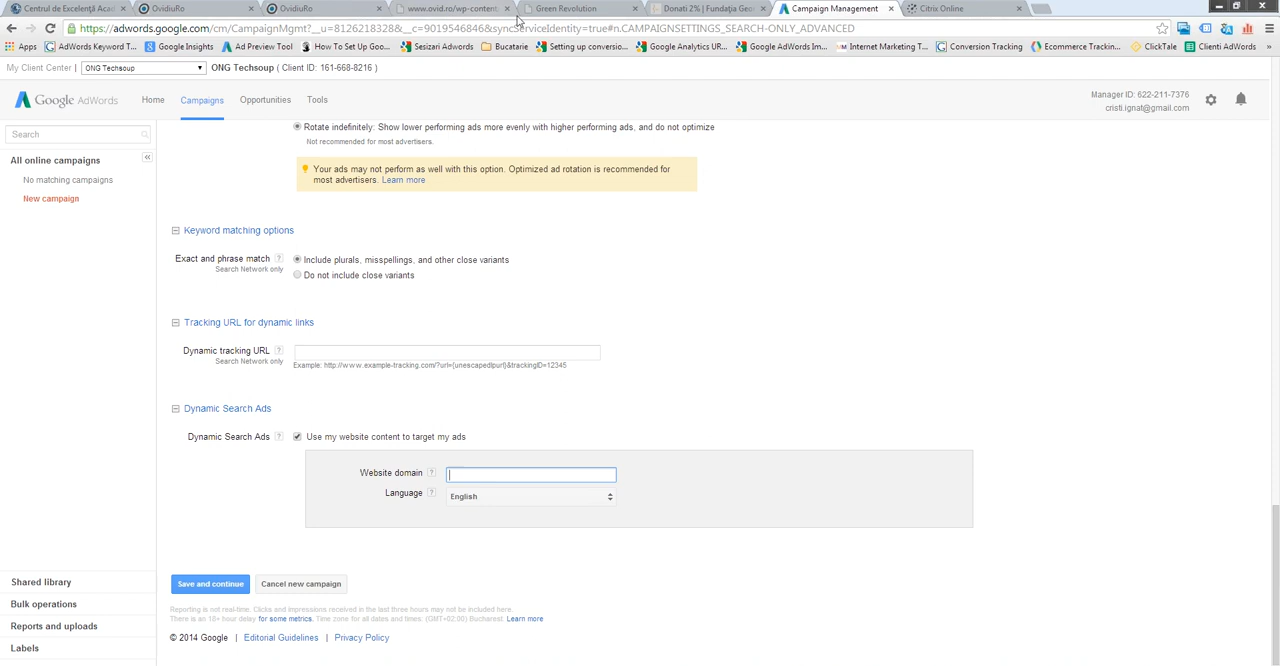 Centrul de Excelență Acad
OvidiuRo
OvidiuRo
www.ovid.ro/wp-content
Green Revolution
Donati 2% | Fundația Geor
Campaign Management
Citrix Online
https://adwords.google.com/cm/CampaignMgmt?__u=8126218328&__c=9019546846&syncServiceIdentity=true#n.CAMPAIGNSETTINGS_SEARCH-ONLY_ADVANCED
Apps
AdWords Keyword T...
Google Insights
Ad Preview Tool
How To Set Up Goo...
Sesizari Adwords
Bucatarie
Setting up conversio...
Google Analytics UR...
Google AdWords Im...
Internet Marketing T...
Conversion Tracking
Ecommerce Trackin...
ClickTale
Clienti AdWords
»
My Client Center | ONG Techsoup ONG Techsoup ( Client ID: 161-668-8216 )
Google AdWords
Home
Campaigns
Opportunities
Tools
Manager ID: 622-211-7376
cristi.ignat@gmail.com
Search
All online campaigns
No matching campaigns
New campaign
Rotate indefinitely: Show lower performing ads more evenly with higher performing ads, and do not optimize
Not recommended for most advertisers.
Your ads may not perform as well with this option. Optimized ad rotation is recommended for
most advertisers. Learn more
Keyword matching options
Exact and phrase match ? Include plurals, misspellings, and other close variants
Search Network only
Do not include close variants
Tracking URL for dynamic links
Dynamic tracking URL ?
Search Network only
Example: http://www.example-tracking.com/?url={unescapedlpurl}&trackingID=12345
Dynamic Search Ads
Dynamic Search Ads ? Use my website content to target my ads
Website domain ?
Language ? English
Shared library
Bulk operations
Reports and uploads
Labels
Save and continue
Cancel new campaign
Reporting is not real-time. Clicks and impressions received in the last three hours may not be included here.
There is an 18+ hour delay for some metrics. Time zone for all dates and times: (GMT+02:00) Bucharest. Learn more
© 2014 Google | Editorial Guidelines | Privacy Policy